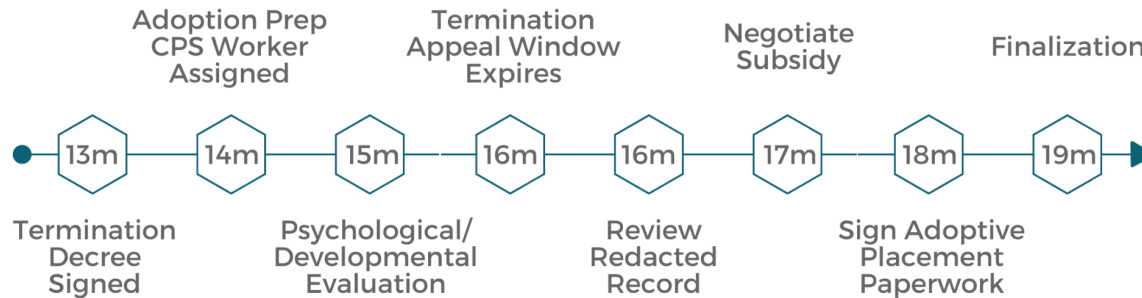 Adoption Prep
CPS Worker
Assigned
Termination
Appeal Window
Expires
Negotiate
Subsidy
Finalization
13m
14m
15m
16m
16m
17m
18m
19m
Termination
Decree
Signed
Psychological/
Developmental
Evaluation
Review
Redacted
Record
Sign Adoptive
Placement
Paperwork